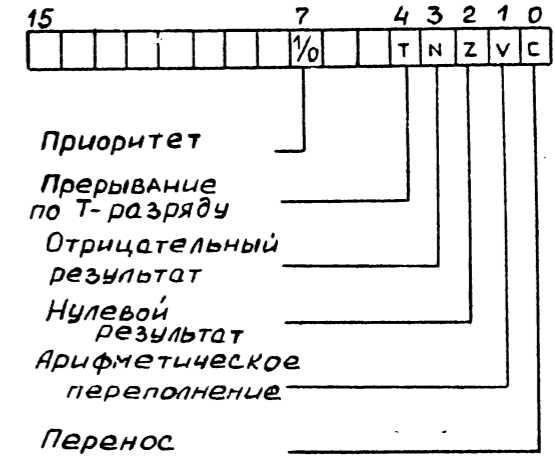 15 7 4 3 2 1 0
1/0 T N Z V C
Приоритет
Прерывание
по Т-разряду
Отрицательный
результат
Нулевой
результат
Арифметическое
переполнение
Перенос